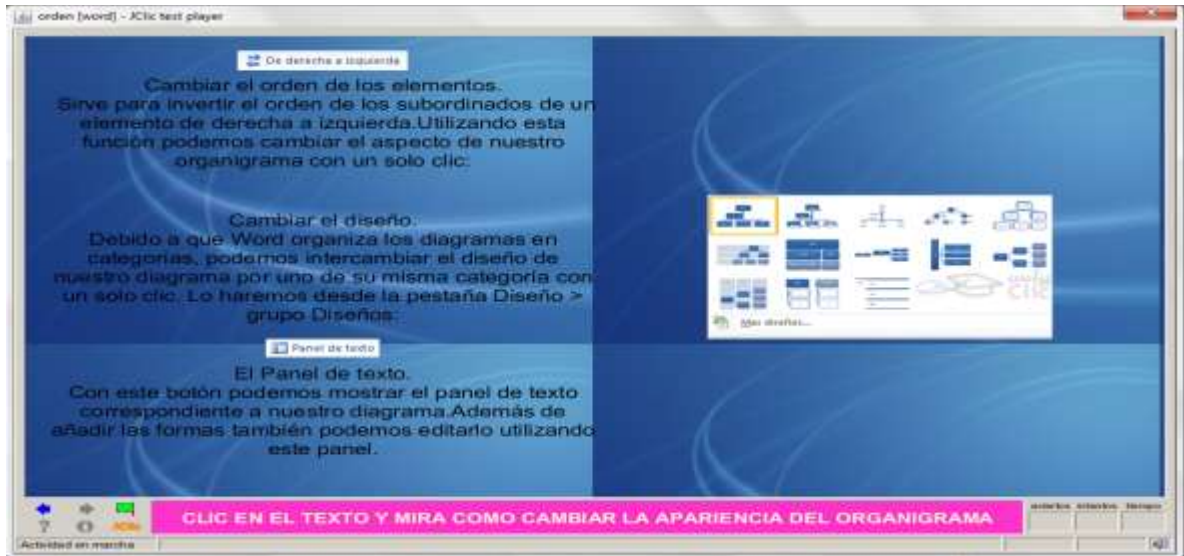 orden [word] - JClic test player
De derecha a izquierda
Cambiar el orden de los elementos.
Sirve para invertir el orden de los subordinados de un
elemento de derecha a izquierda.Utilizando esta
función podemos cambiar el aspecto de nuestro
organigrama con un solo clic:
Cambiar el diseño.
Debido a que Word organiza los diagramas en
categorías, podemos intercambiar el diseño de
nuestro diagrama por uno de su misma categoría con
un solo clic. Lo haremos desde la pestaña Diseño >
grupo Diseños:
Más diseños...
Panel de texto
El Panel de texto.
Con este botón podemos mostrar el panel de texto
correspondiente a nuestro diagrama.Además de
añadir las formas también podemos editarlo utilizando
este panel.
CLIC EN EL TEXTO Y MIRA COMO CAMBIAR LA APARIENCIA DEL ORGANIGRAMA
aciertos intentos tiempo
JClic
Actividad en marcha